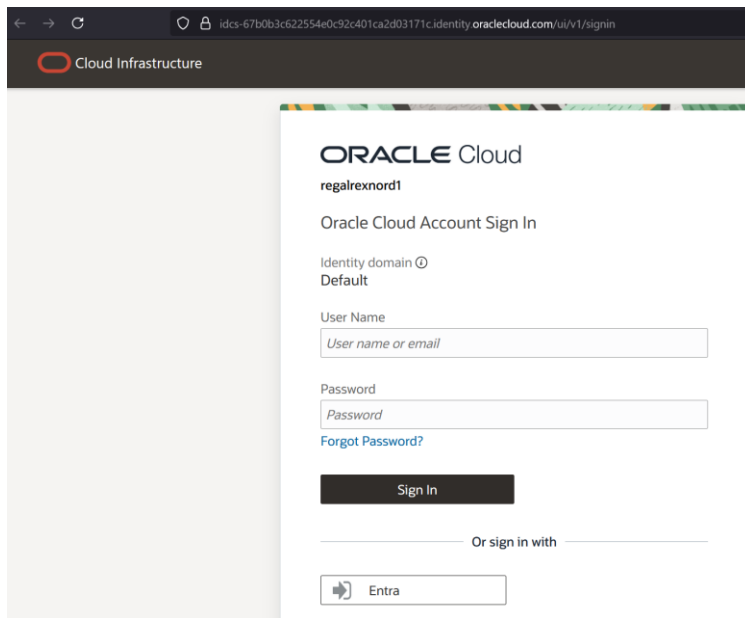 idcs-67b0b3c622554e0c92c401ca2d03171c.identity.oraclecloud.com/ui/v1/signin
Cloud Infrastructure
ORACLE Cloud
regalrexnord1
Oracle Cloud Account Sign In
Identity domain
Default
User Name
User name or email
Password
Password
Forgot Password?
Sign In
Or sign in with
Entra